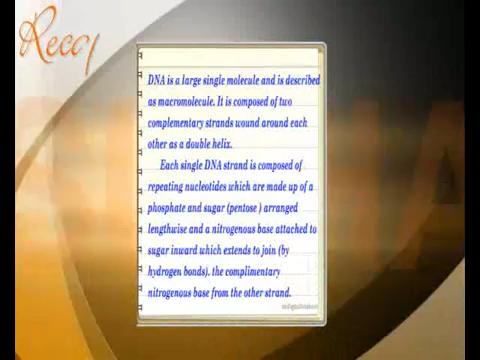 Reccy
DNA is a large single molecule and is described
as macromolecule. It is composed of two
complementary strands wound around each
other as a double helix.
Each single DNA strand is composed of
repeating nucleotides which are made up of a
phosphate and sugar (pentose ) arranged
lengthwise and a nitrogenous base attached to
sugar inward which extends to join (by
hydrogen bonds). the complimentary
nitrogenous base from the other strand.